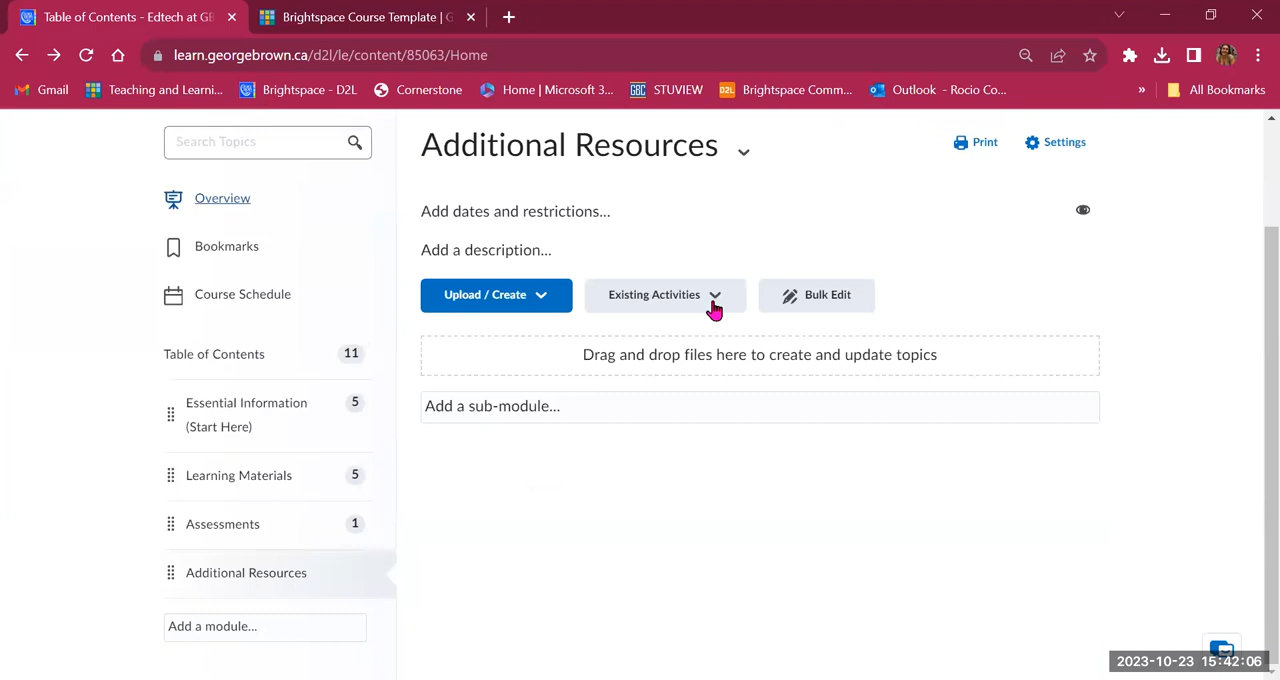 Table of Contents - Edtech at GB
Brightspace Course Template | G
learn.georgebrown.ca/d2l/le/content/85063/Home
Gmail
Teaching and Learni...
Brightspace - D2L
Cornerstone
Home | Microsoft 3...
GBC STUVIEW
D2L Brightspace Comm...
Outlook - Rocio Co...
»
All Bookmarks
Search Topics
Overview
Bookmarks
Course Schedule
Table of Contents 11
Essential Information 5
(Start Here)
Learning Materials 5
Assessments 1
Additional Resources
Add a module...
Additional Resources
Print
Settings
Add dates and restrictions...
Add a description...
Upload / Create
Existing Activities
Bulk Edit
Drag and drop files here to create and update topics
Add a sub-module...
2023-10-23 15:42:06